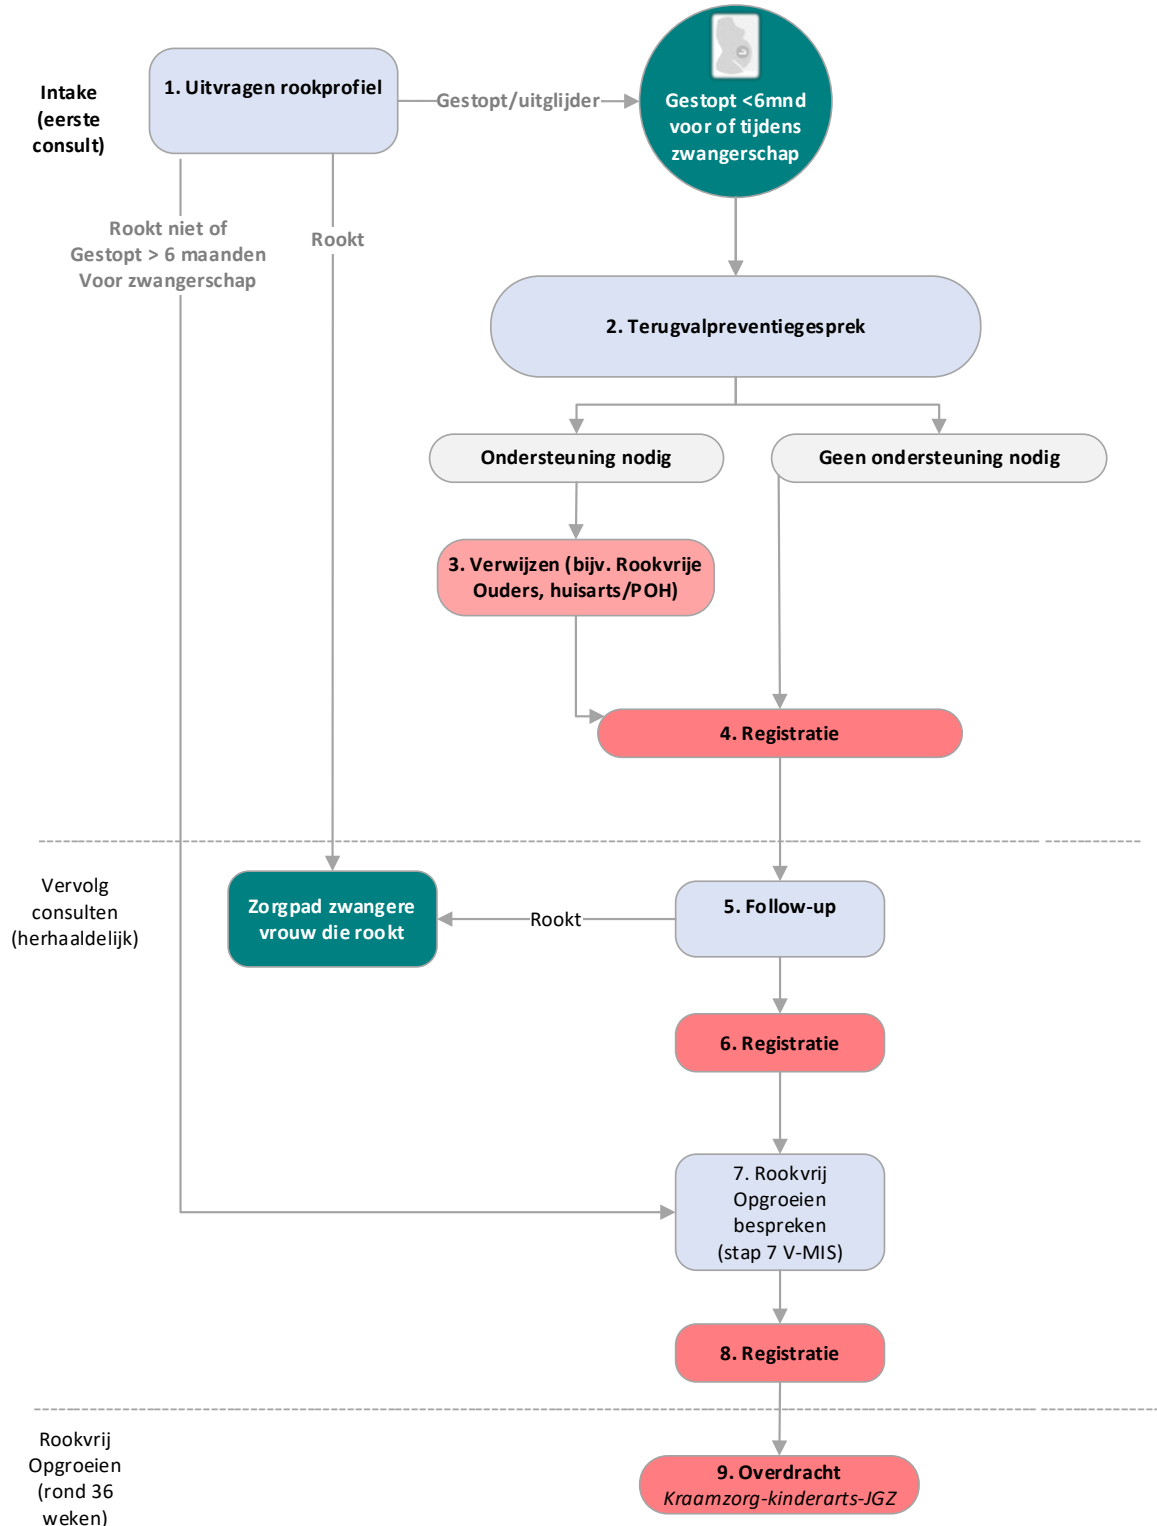 Intake
(eerste
consult)
1. Uitvragen rookprofiel
Gestopt/uitglijder
Gestopt <6mnd
voor of tijdens
zwangerschap
Rookt niet of
Gestopt > 6 maanden
Voor zwangerschap
Rookt
2. Terugvalpreventiegesprek
Ondersteuning nodig
Geen ondersteuning nodig
3. Verwijzen (bijv. Rookvrije
Ouders, huisarts/POH)
4. Registratie
Vervolg
consulten
(herhaaldelijk)
Zorgpad zwangere
vrouw die rookt
Rookt
5. Follow-up
6. Registratie
7. Rookvrij
Opgroeien
bespreken
(stap 7 V-MIS)
8. Registratie
Rookvrij
Opgroeien
(rond 36
weken)
9. Overdracht
Kraamzorg-kinderarts-JGZ